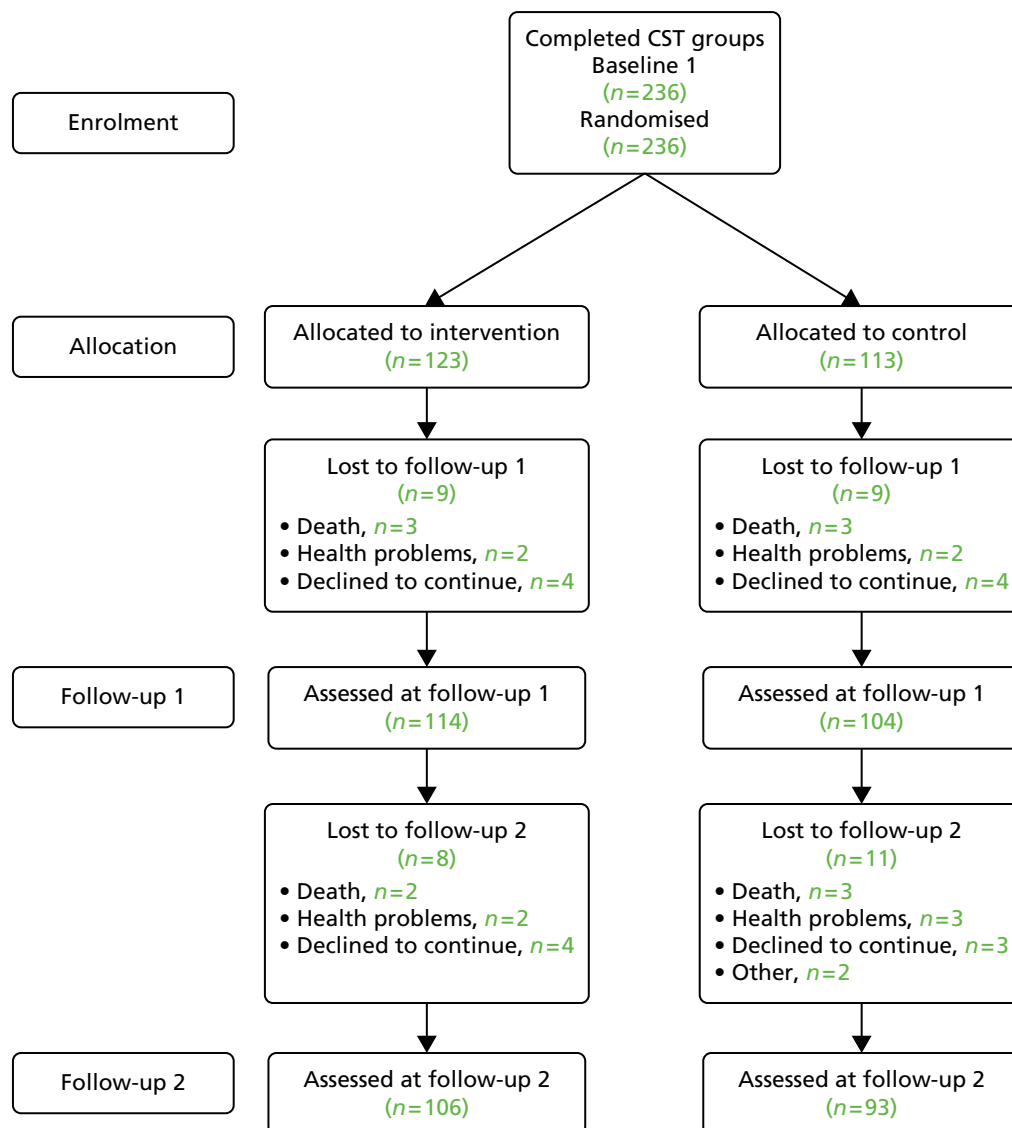 Completed CST groups
Baseline 1
(n=236)
Randomised
(n=236)
Enrolment
Allocation
Allocated to intervention
(n=123)
Allocated to control
(n=113)
Lost to follow-up 1
(n=9)
• Death, n=3
• Health problems, n=2
• Declined to continue, n=4
Lost to follow-up 1
(n=9)
• Death, n=3
• Health problems, n=2
• Declined to continue, n=4
Follow-up 1
Assessed at follow-up 1
(n=114)
Assessed at follow-up 1
(n=104)
Lost to follow-up 2
(n=8)
• Death, n=2
• Health problems, n=2
• Declined to continue, n=4
Lost to follow-up 2
(n=11)
• Death, n=3
• Health problems, n=3
• Declined to continue, n=3
• Other, n=2
Follow-up 2
Assessed at follow-up 2
(n=106)
Assessed at follow-up 2
(n=93)